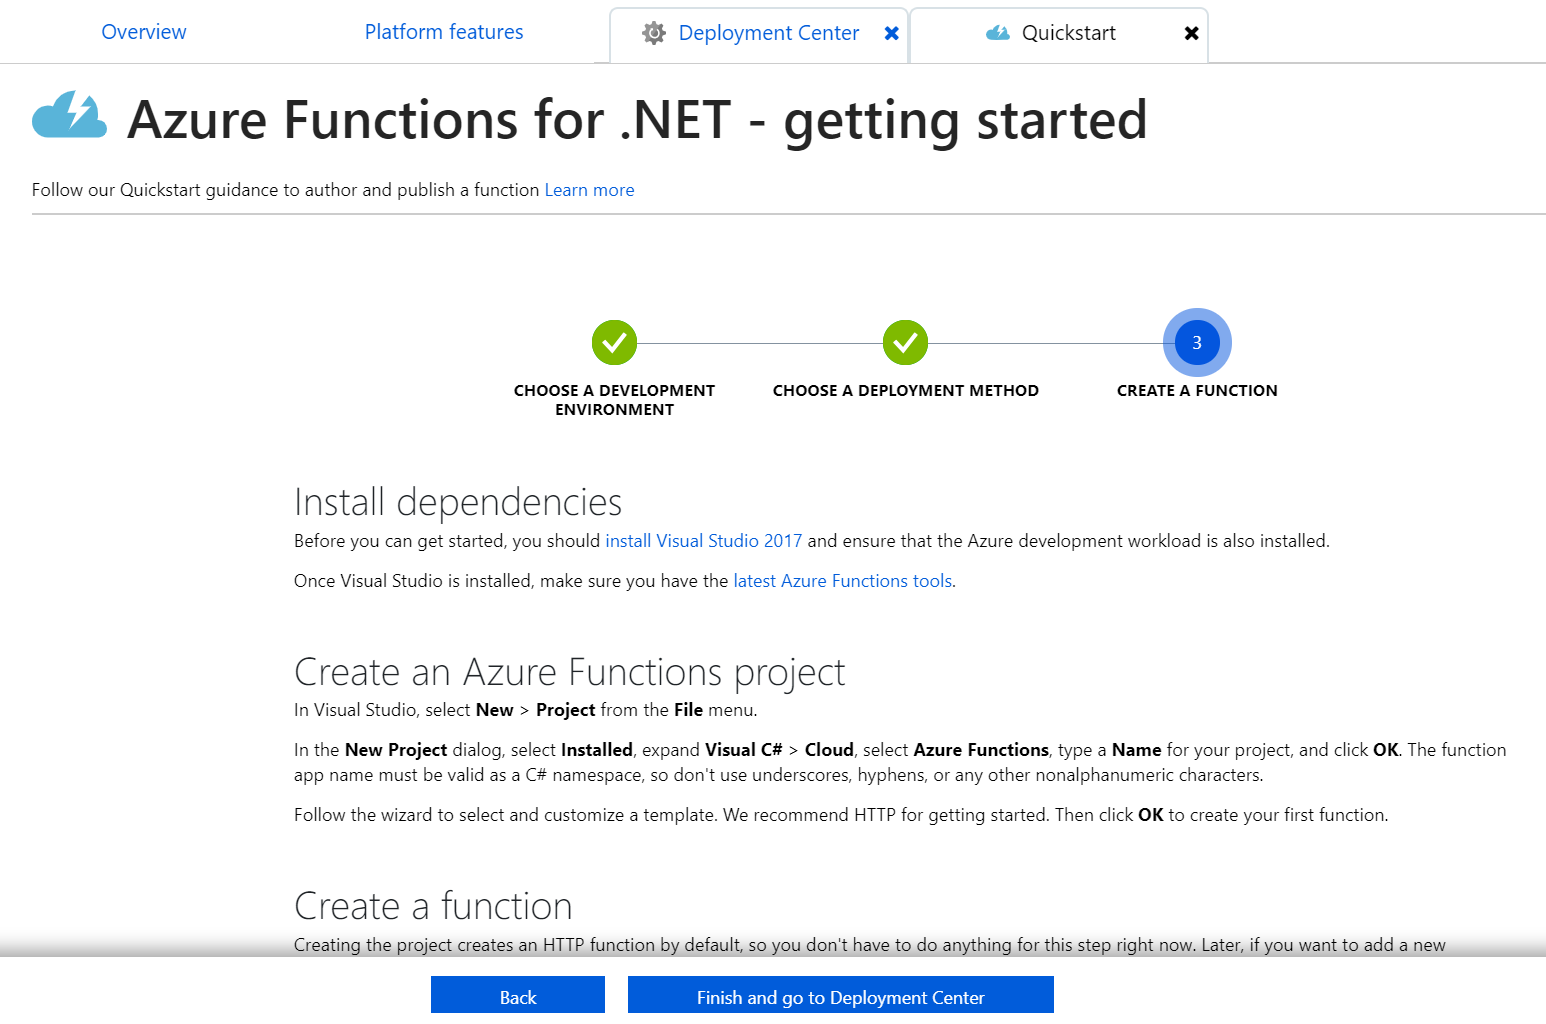 Overview Platform features Deployment Center Quickstart
Azure Functions for .NET - getting started
Follow our Quickstart guidance to author and publish a function Learn more
3
CHOOSE A DEVELOPMENT ENVIRONMENT
CHOOSE A DEPLOYMENT METHOD
CREATE A FUNCTION
Install dependencies
Before you can get started, you should install Visual Studio 2017 and ensure that the Azure development workload is also installed.
Once Visual Studio is installed, make sure you have the latest Azure Functions tools.
Create an Azure Functions project
In Visual Studio, select New > Project from the File menu.
In the New Project dialog, select Installed, expand Visual C# > Cloud, select Azure Functions, type a Name for your project, and click OK. The function
app name must be valid as a C# namespace, so don't use underscores, hyphens, or any other nonalphanumeric characters.
Follow the wizard to select and customize a template. We recommend HTTP for getting started. Then click OK to create your first function.
Create a function
Creating the project creates an HTTP function by default, so you don't have to do anything for this step right now. Later, if you want to add a new
Back Finish and go to Deployment Center